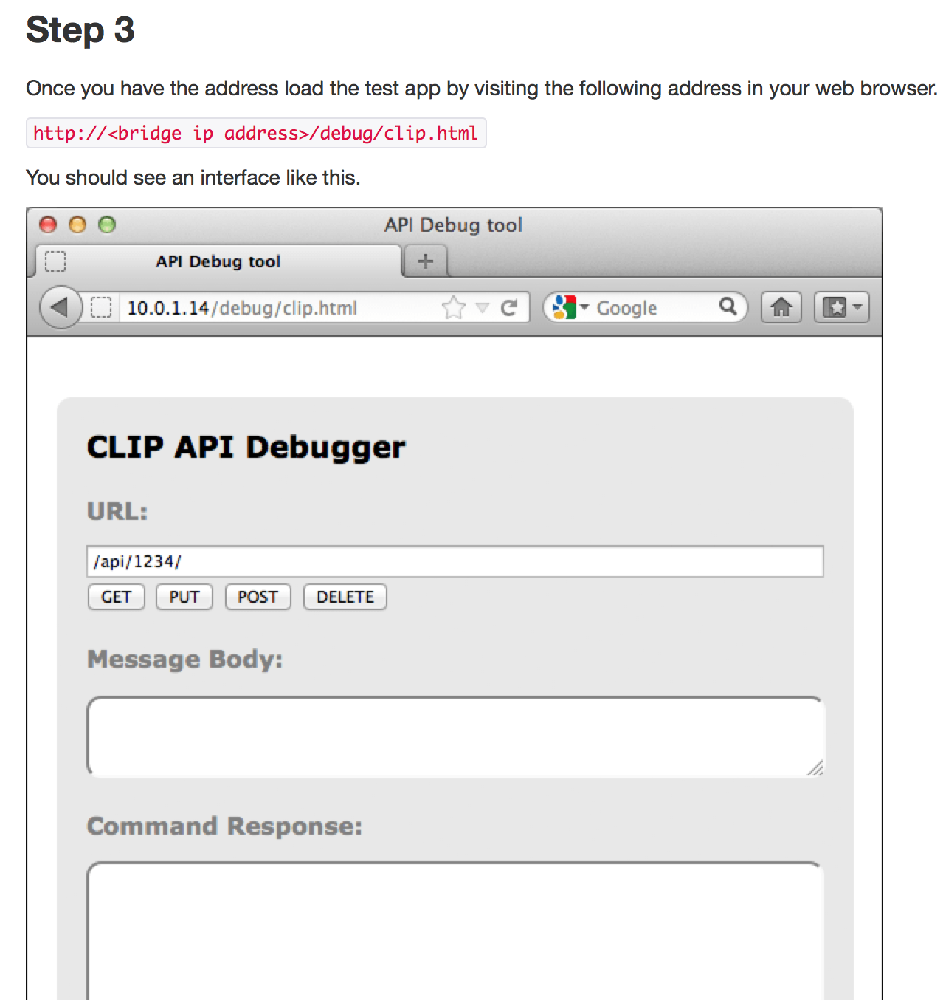 Step 3
Once you have the address load the test app by visiting the following address in your web browser.
http://<bridge ip address>/debug/clip.html
You should see an interface like this.
API Debug tool
API Debug tool
10.0.1.14/debug/clip.html
Google
CLIP API Debugger
URL:
/api/1234/
GET PUT POST DELETE
Message Body:
Command Response: